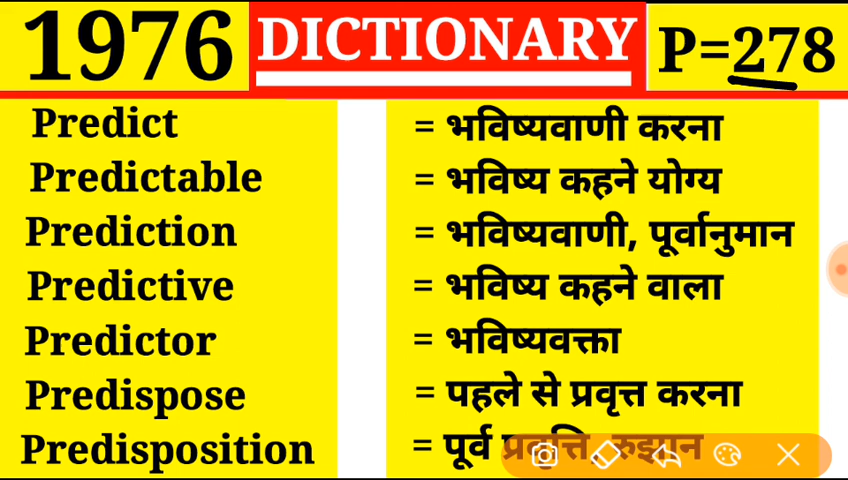 1976 DICTIONARY P=278
Predict = भविष्यवाणी करना
Predictable = भविष्य कहने योग्य
Prediction = भविष्यवाणी, पूर्वानुमान
Predictive = भविष्य कहने वाला
Predictor = भविष्यवक्ता
Predispose = पहले से प्रवृत्त करना
Predisposition = पूर्व प्रवृत्ति, रुझान